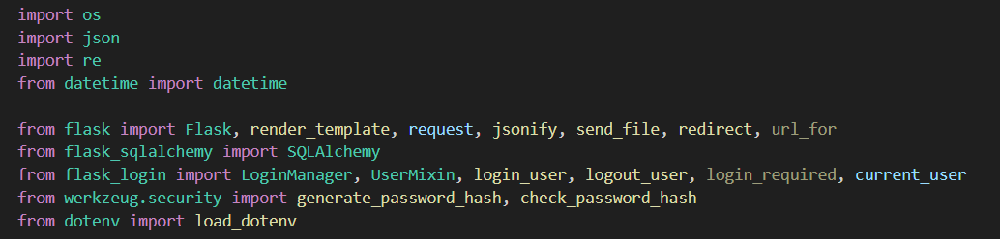 import os
import json
import re
from datetime import datetime
from flask import Flask, render_template, request, jsonify, send_file, redirect, url_for
from flask_sqlalchemy import SQLAlchemy
from flask_login import LoginManager, UserMixin, login_user, logout_user, login_required, current_user
from werkzeug.security import generate_password_hash, check_password_hash
from dotenv import load_dotenv